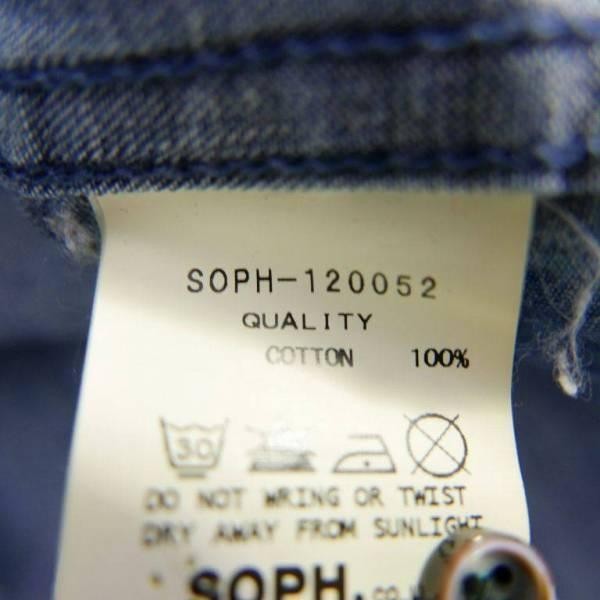 SOPH-120052
QUALITY
COTTON 100%
30
DO NOT WRING OR TWIST
DRY AWAY FROM SUNLIGHT
SOPH.